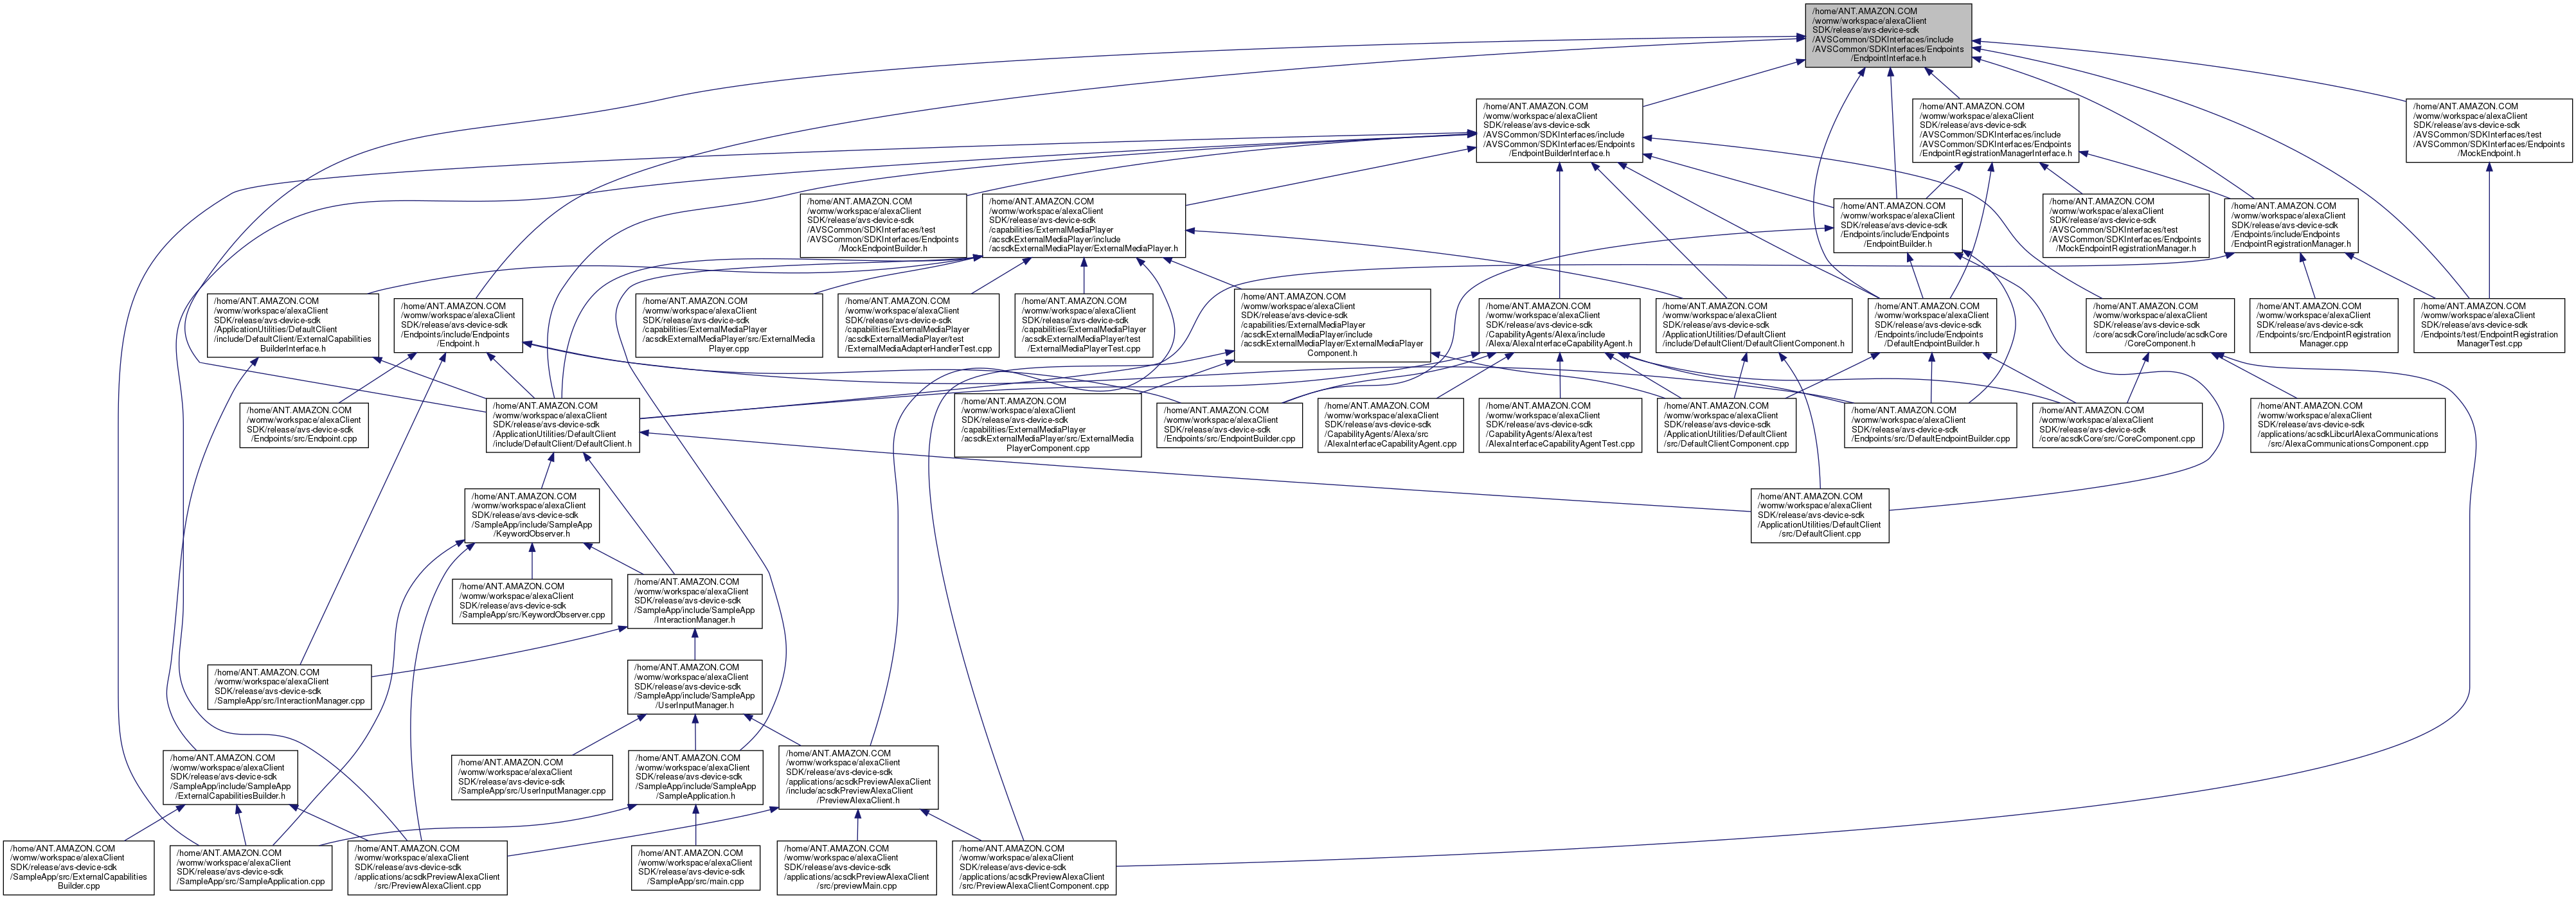 /home/ANT.AMAZON.COM
/womw/workspace/alexaClient
SDK/release/avs-device-sdk
/AVSCommon/SDKInterfaces/include
/AVSCommon/SDKInterfaces/Endpoints
/EndpointInterface.h
/home/ANT.AMAZON.COM
/womw/workspace/alexaClient
SDK/release/avs-device-sdk
/AVSCommon/SDKInterfaces/include
/AVSCommon/SDKInterfaces/Endpoints
/EndpointBuilderInterface.h
/home/ANT.AMAZON.COM
/womw/workspace/alexaClient
SDK/release/avs-device-sdk
/AVSCommon/SDKInterfaces/include
/AVSCommon/SDKInterfaces/Endpoints
/EndpointRegistrationManagerInterface.h
/home/ANT.AMAZON.COM
/womw/workspace/alexaClient
SDK/release/avs-device-sdk
/AVSCommon/SDKInterfaces/test
/AVSCommon/SDKInterfaces/Endpoints
/MockEndpoint.h
/home/ANT.AMAZON.COM
/womw/workspace/alexaClient
SDK/release/avs-device-sdk
/AVSCommon/SDKInterfaces/test
/AVSCommon/SDKInterfaces/Endpoints
/MockEndpointBuilder.h
/home/ANT.AMAZON.COM
/womw/workspace/alexaClient
SDK/release/avs-device-sdk
/capabilities/ExternalMediaPlayer
/acsdkExternalMediaPlayer/include
/acsdkExternalMediaPlayer/ExternalMediaPlayer.h
/home/ANT.AMAZON.COM
/womw/workspace/alexaClient
SDK/release/avs-device-sdk
/Endpoints/include/Endpoints
/EndpointBuilder.h
/home/ANT.AMAZON.COM
/womw/workspace/alexaClient
SDK/release/avs-device-sdk
/AVSCommon/SDKInterfaces/test
/AVSCommon/SDKInterfaces/Endpoints
/MockEndpointRegistrationManager.h
/home/ANT.AMAZON.COM
/womw/workspace/alexaClient
SDK/release/avs-device-sdk
/Endpoints/include/Endpoints
/EndpointRegistrationManager.h
/home/ANT.AMAZON.COM
/womw/workspace/alexaClient
SDK/release/avs-device-sdk
/ApplicationUtilities/DefaultClient
/include/DefaultClient/ExternalCapabilities
BuilderInterface.h
/home/ANT.AMAZON.COM
/womw/workspace/alexaClient
SDK/release/avs-device-sdk
/Endpoints/include/Endpoints
/Endpoint.h
/home/ANT.AMAZON.COM
/womw/workspace/alexaClient
SDK/release/avs-device-sdk
/capabilities/ExternalMediaPlayer
/acsdkExternalMediaPlayer/src/ExternalMedia
Player.cpp
/home/ANT.AMAZON.COM
/womw/workspace/alexaClient
SDK/release/avs-device-sdk
/capabilities/ExternalMediaPlayer
/acsdkExternalMediaPlayer/test
/ExternalMediaAdapterHandlerTest.cpp
/home/ANT.AMAZON.COM
/womw/workspace/alexaClient
SDK/release/avs-device-sdk
/capabilities/ExternalMediaPlayer
/acsdkExternalMediaPlayer/test
/ExternalMediaPlayerTest.cpp
/home/ANT.AMAZON.COM
/womw/workspace/alexaClient
SDK/release/avs-device-sdk
/capabilities/ExternalMediaPlayer
/acsdkExternalMediaPlayer/include
/acsdkExternalMediaPlayer/ExternalMediaPlayer
Component.h
/home/ANT.AMAZON.COM
/womw/workspace/alexaClient
SDK/release/avs-device-sdk
/CapabilityAgents/Alexa/include
/Alexa/AlexaInterfaceCapabilityAgent.h
/home/ANT.AMAZON.COM
/womw/workspace/alexaClient
SDK/release/avs-device-sdk
/ApplicationUtilities/DefaultClient
/include/DefaultClient/DefaultClientComponent.h
/home/ANT.AMAZON.COM
/womw/workspace/alexaClient
SDK/release/avs-device-sdk
/Endpoints/include/Endpoints
/DefaultEndpointBuilder.h
/home/ANT.AMAZON.COM
/womw/workspace/alexaClient
SDK/release/avs-device-sdk
/core/acsdkCore/include/acsdkCore
/CoreComponent.h
/home/ANT.AMAZON.COM
/womw/workspace/alexaClient
SDK/release/avs-device-sdk
/Endpoints/src/EndpointRegistration
Manager.cpp
/home/ANT.AMAZON.COM
/womw/workspace/alexaClient
SDK/release/avs-device-sdk
/Endpoints/test/EndpointRegistration
ManagerTest.cpp
/home/ANT.AMAZON.COM
/womw/workspace/alexaClient
SDK/release/avs-device-sdk
/Endpoints/src/Endpoint.cpp
/home/ANT.AMAZON.COM
/womw/workspace/alexaClient
SDK/release/avs-device-sdk
/ApplicationUtilities/DefaultClient
/include/DefaultClient/DefaultClient.h
/home/ANT.AMAZON.COM
/womw/workspace/alexaClient
SDK/release/avs-device-sdk
/capabilities/ExternalMediaPlayer
/acsdkExternalMediaPlayer/src/ExternalMedia
PlayerComponent.cpp
/home/ANT.AMAZON.COM
/womw/workspace/alexaClient
SDK/release/avs-device-sdk
/Endpoints/src/EndpointBuilder.cpp
/home/ANT.AMAZON.COM
/womw/workspace/alexaClient
SDK/release/avs-device-sdk
/CapabilityAgents/Alexa/src
/AlexaInterfaceCapabilityAgent.cpp
/home/ANT.AMAZON.COM
/womw/workspace/alexaClient
SDK/release/avs-device-sdk
/CapabilityAgents/Alexa/test
/AlexaInterfaceCapabilityAgentTest.cpp
/home/ANT.AMAZON.COM
/womw/workspace/alexaClient
SDK/release/avs-device-sdk
/ApplicationUtilities/DefaultClient
/src/DefaultClientComponent.cpp
/home/ANT.AMAZON.COM
/womw/workspace/alexaClient
SDK/release/avs-device-sdk
/Endpoints/src/DefaultEndpointBuilder.cpp
/home/ANT.AMAZON.COM
/womw/workspace/alexaClient
SDK/release/avs-device-sdk
/core/acsdkCore/src/CoreComponent.cpp
/home/ANT.AMAZON.COM
/womw/workspace/alexaClient
SDK/release/avs-device-sdk
/applications/acsdkLibcurlAlexaCommunications
/src/AlexaCommunicationsComponent.cpp
/home/ANT.AMAZON.COM
/womw/workspace/alexaClient
SDK/release/avs-device-sdk
/SampleApp/include/SampleApp
/KeywordObserver.h
/home/ANT.AMAZON.COM
/womw/workspace/alexaClient
SDK/release/avs-device-sdk
/ApplicationUtilities/DefaultClient
/src/DefaultClient.cpp
/home/ANT.AMAZON.COM
/womw/workspace/alexaClient
SDK/release/avs-device-sdk
/SampleApp/src/KeywordObserver.cpp
/home/ANT.AMAZON.COM
/womw/workspace/alexaClient
SDK/release/avs-device-sdk
/SampleApp/include/SampleApp
/InteractionManager.h
/home/ANT.AMAZON.COM
/womw/workspace/alexaClient
SDK/release/avs-device-sdk
/SampleApp/src/InteractionManager.cpp
/home/ANT.AMAZON.COM
/womw/workspace/alexaClient
SDK/release/avs-device-sdk
/SampleApp/include/SampleApp
/UserInputManager.h
/home/ANT.AMAZON.COM
/womw/workspace/alexaClient
SDK/release/avs-device-sdk
/SampleApp/include/SampleApp
/ExternalCapabilitiesBuilder.h
/home/ANT.AMAZON.COM
/womw/workspace/alexaClient
SDK/release/avs-device-sdk
/SampleApp/src/UserInputManager.cpp
/home/ANT.AMAZON.COM
/womw/workspace/alexaClient
SDK/release/avs-device-sdk
/SampleApp/include/SampleApp
/SampleApplication.h
/home/ANT.AMAZON.COM
/womw/workspace/alexaClient
SDK/release/avs-device-sdk
/applications/acsdkPreviewAlexaClient
/include/acsdkPreviewAlexaClient
/PreviewAlexaClient.h
/home/ANT.AMAZON.COM
/womw/workspace/alexaClient
SDK/release/avs-device-sdk
/SampleApp/src/ExternalCapabilities
Builder.cpp
/home/ANT.AMAZON.COM
/womw/workspace/alexaClient
SDK/release/avs-device-sdk
/SampleApp/src/SampleApplication.cpp
/home/ANT.AMAZON.COM
/womw/workspace/alexaClient
SDK/release/avs-device-sdk
/applications/acsdkPreviewAlexaClient
/src/PreviewAlexaClient.cpp
/home/ANT.AMAZON.COM
/womw/workspace/alexaClient
SDK/release/avs-device-sdk
/SampleApp/src/main.cpp
/home/ANT.AMAZON.COM
/womw/workspace/alexaClient
SDK/release/avs-device-sdk
/applications/acsdkPreviewAlexaClient
/src/previewMain.cpp
/home/ANT.AMAZON.COM
/womw/workspace/alexaClient
SDK/release/avs-device-sdk
/applications/acsdkPreviewAlexaClient
/src/PreviewAlexaClientComponent.cpp